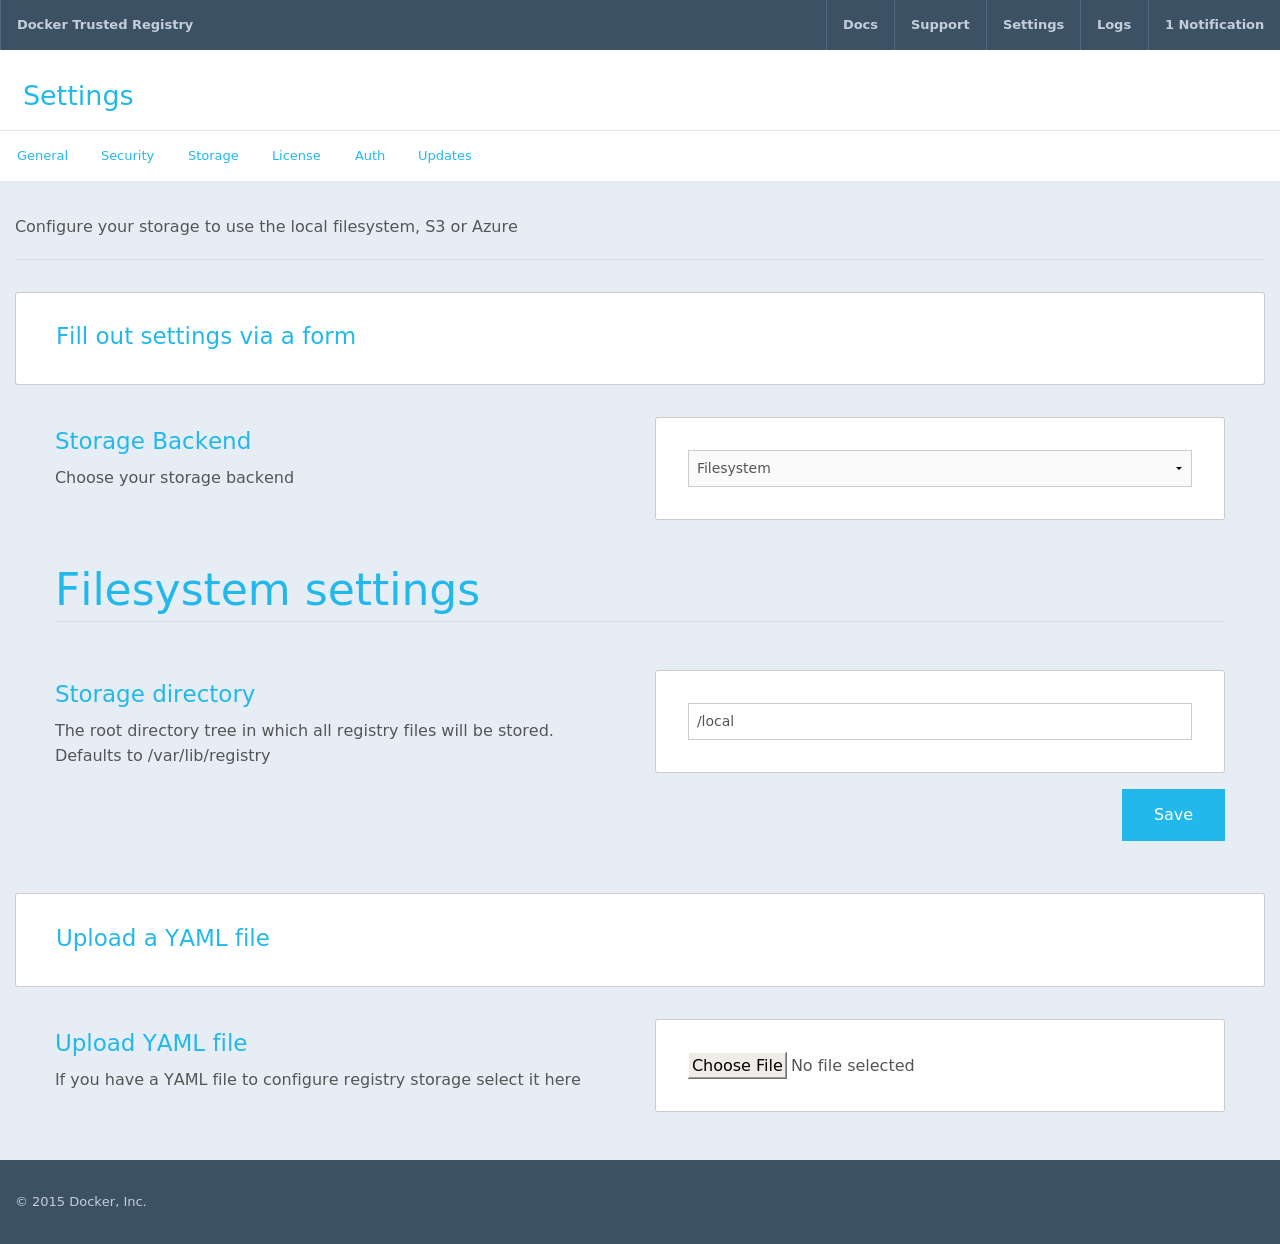 Docker Trusted Registry Docs Support Settings Logs 1 Notification
Settings
General Security Storage License Auth Updates
Configure your storage to use the local filesystem, S3 or Azure
Fill out settings via a form
Storage Backend
Choose your storage backend
Filesystem
Filesystem settings
Storage directory
The root directory tree in which all registry files will be stored.
Defaults to /var/lib/registry
/local
Save
Upload a YAML file
Upload YAML file
If you have a YAML file to configure registry storage select it here
Choose File No file selected
© 2015 Docker, Inc.